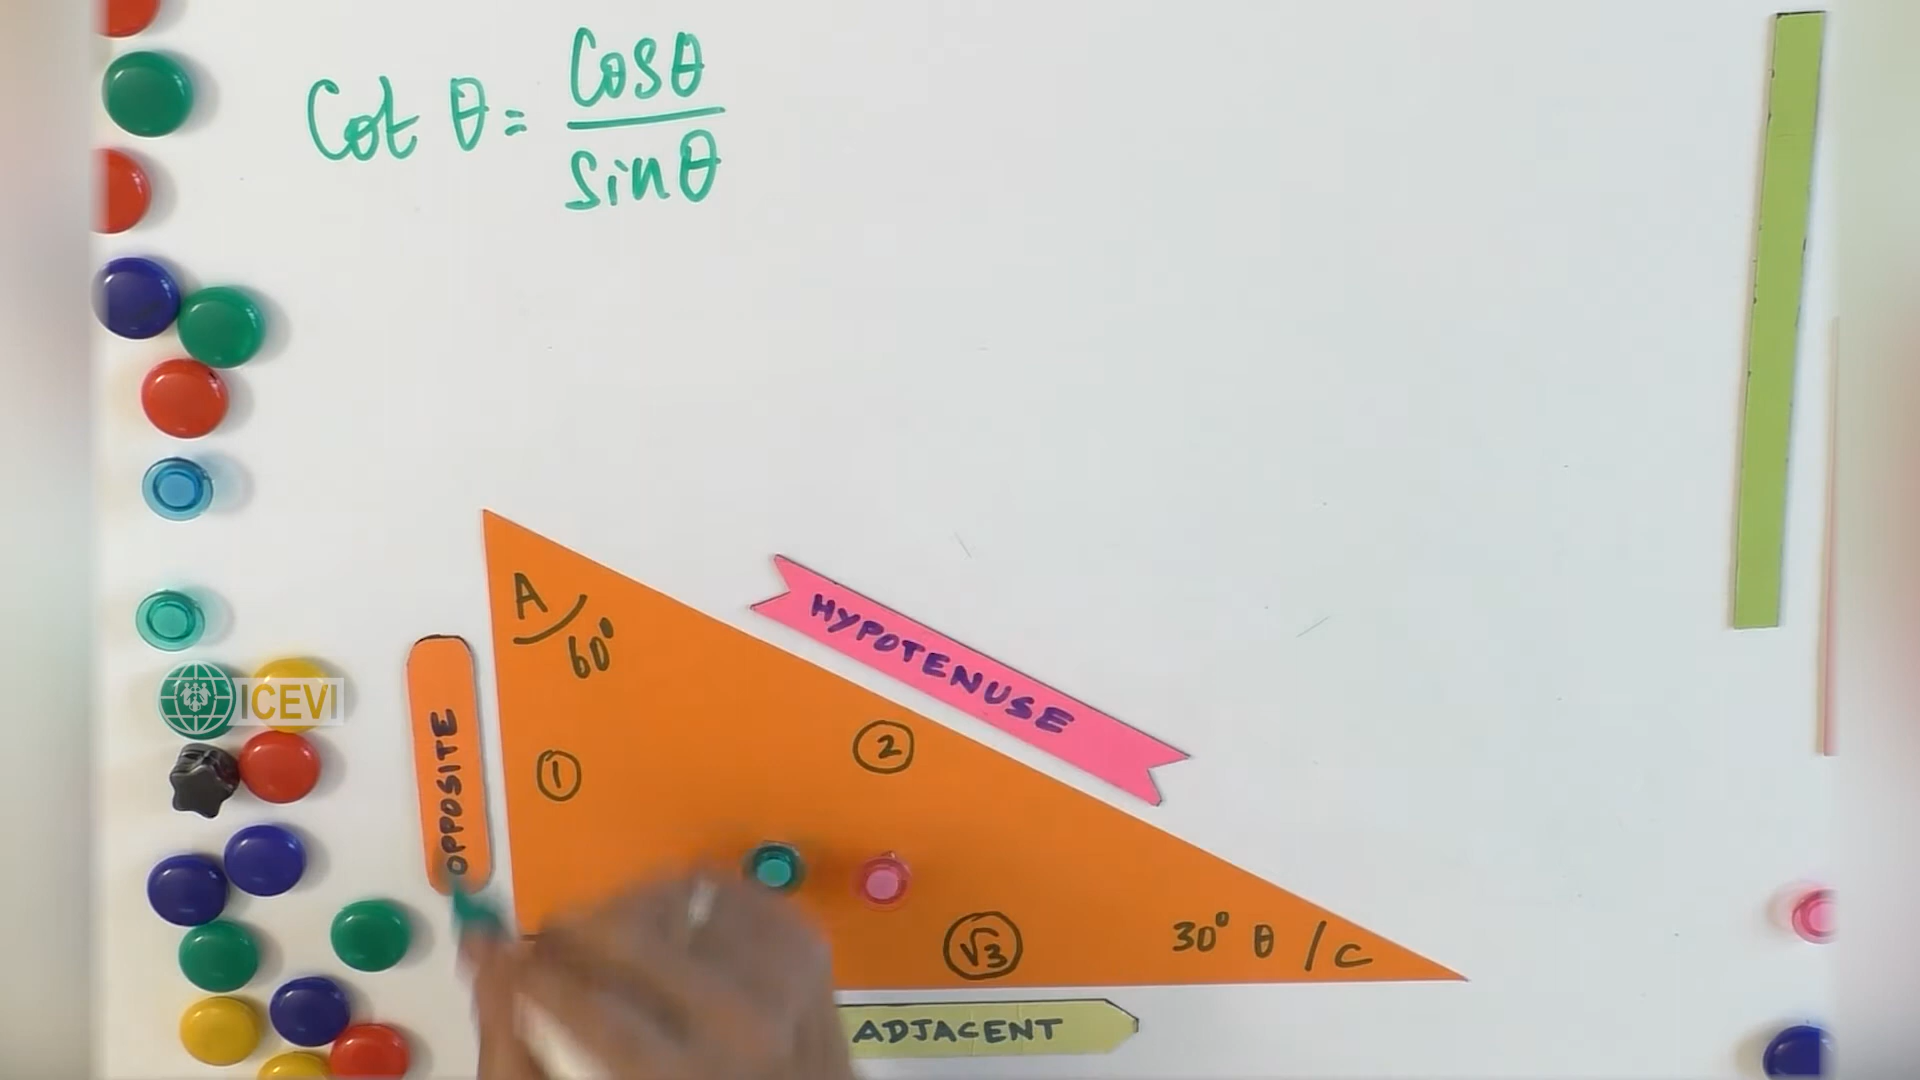 Cot θ = Cosθ / sinθ
A
60°
HYPOTENUSE
ICEVI
OPPOSITE
1
2
√3
30° θ / C
ADJACENT